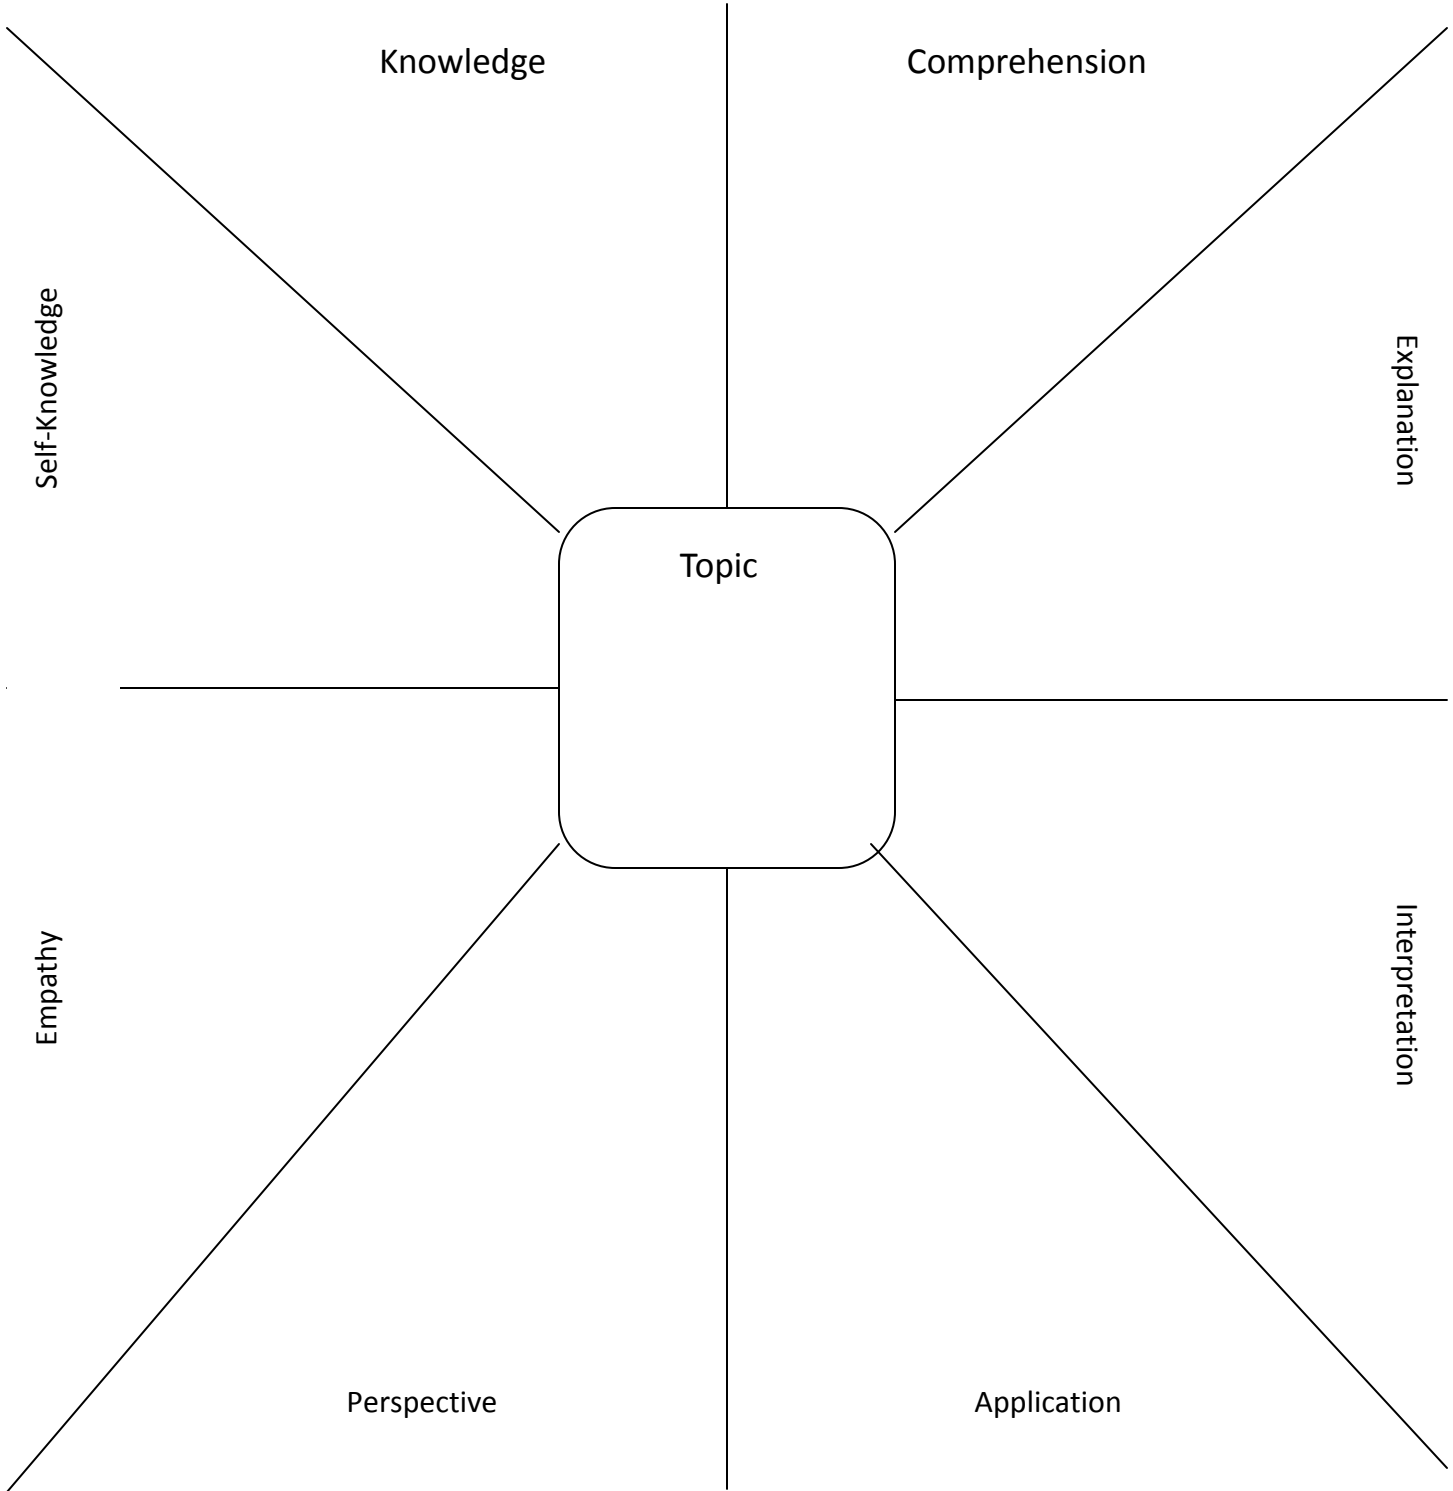 Knowledge
Comprehension
Self-Knowledge
Explanation
Topic
Empathy
Interpretation
Perspective
Application